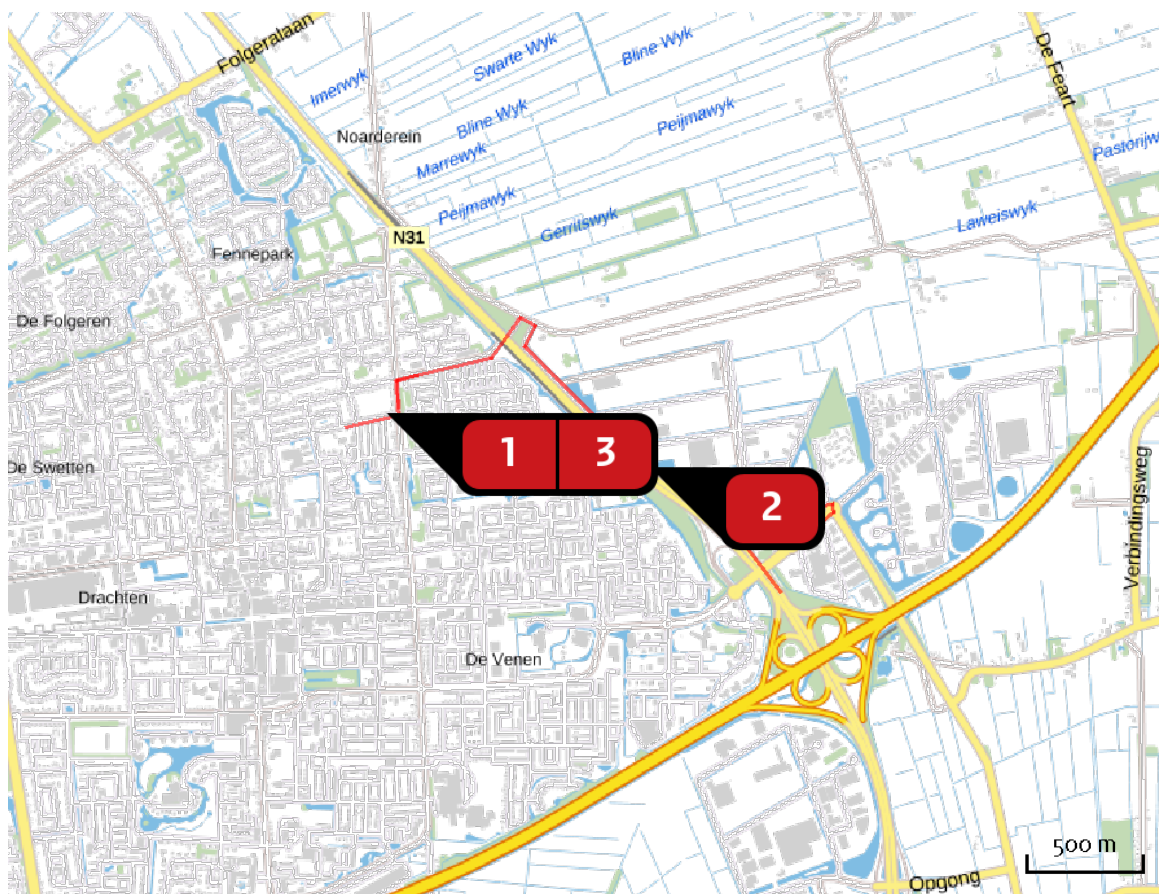 Folgeralaan
Swarte Wyk
Bline Wyk
De Feart
Imerwyk
Bline Wyk
Peijmawyk
Noarderein
Marrewyk
Pastorijw
Peijmawyk
Gerritswyk
Laweiswyk
N31
Fennepark
De Folgeren
1
3
De Swetten
2
Verbindingsweg
Drachten
De Venen
500 m
Opgong